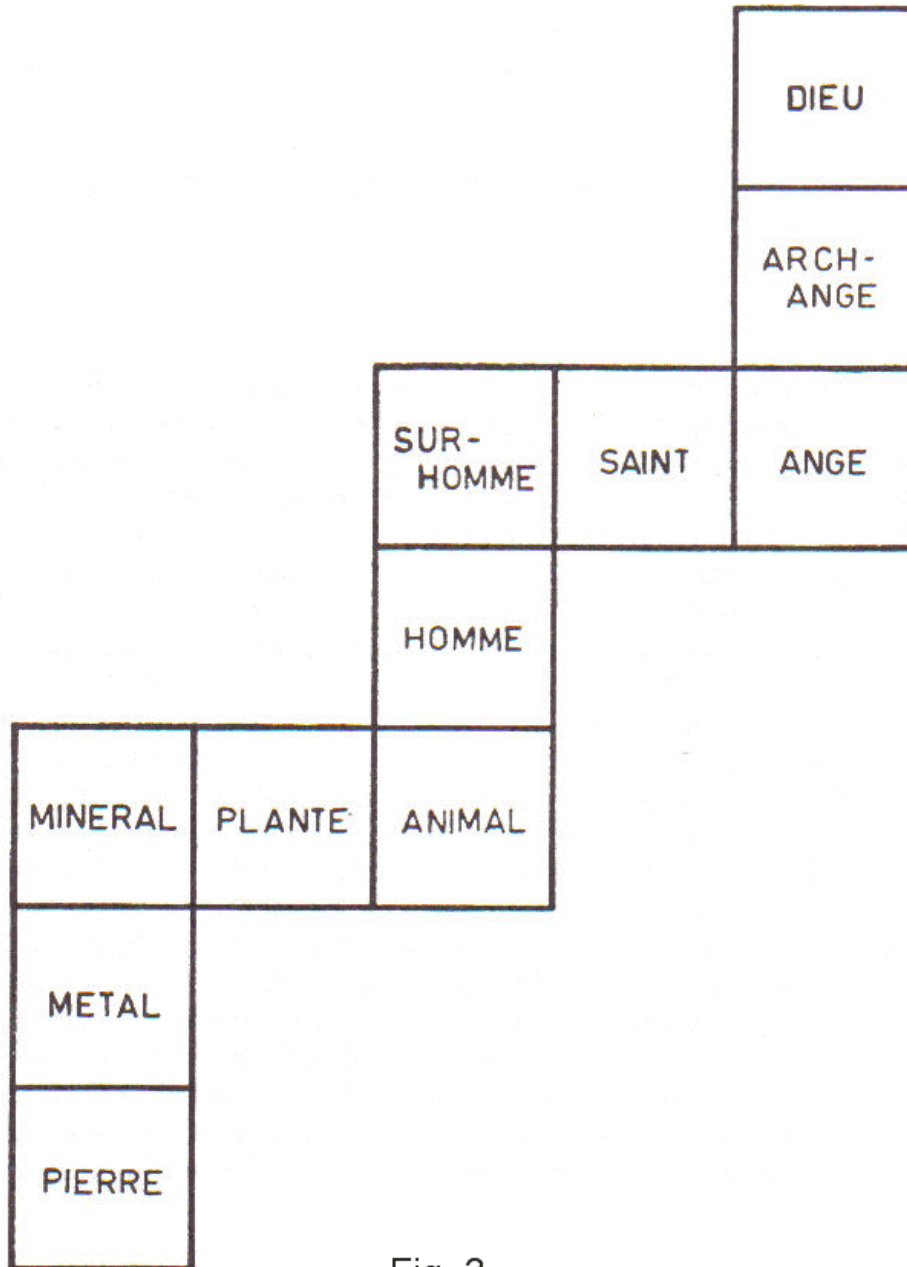 DIEU
ARCH-
ANGE
SUR-
HOMME
SAINT
ANGE
HOMME
MINERAL
PLANTE
ANIMAL
METAL
PIERRE